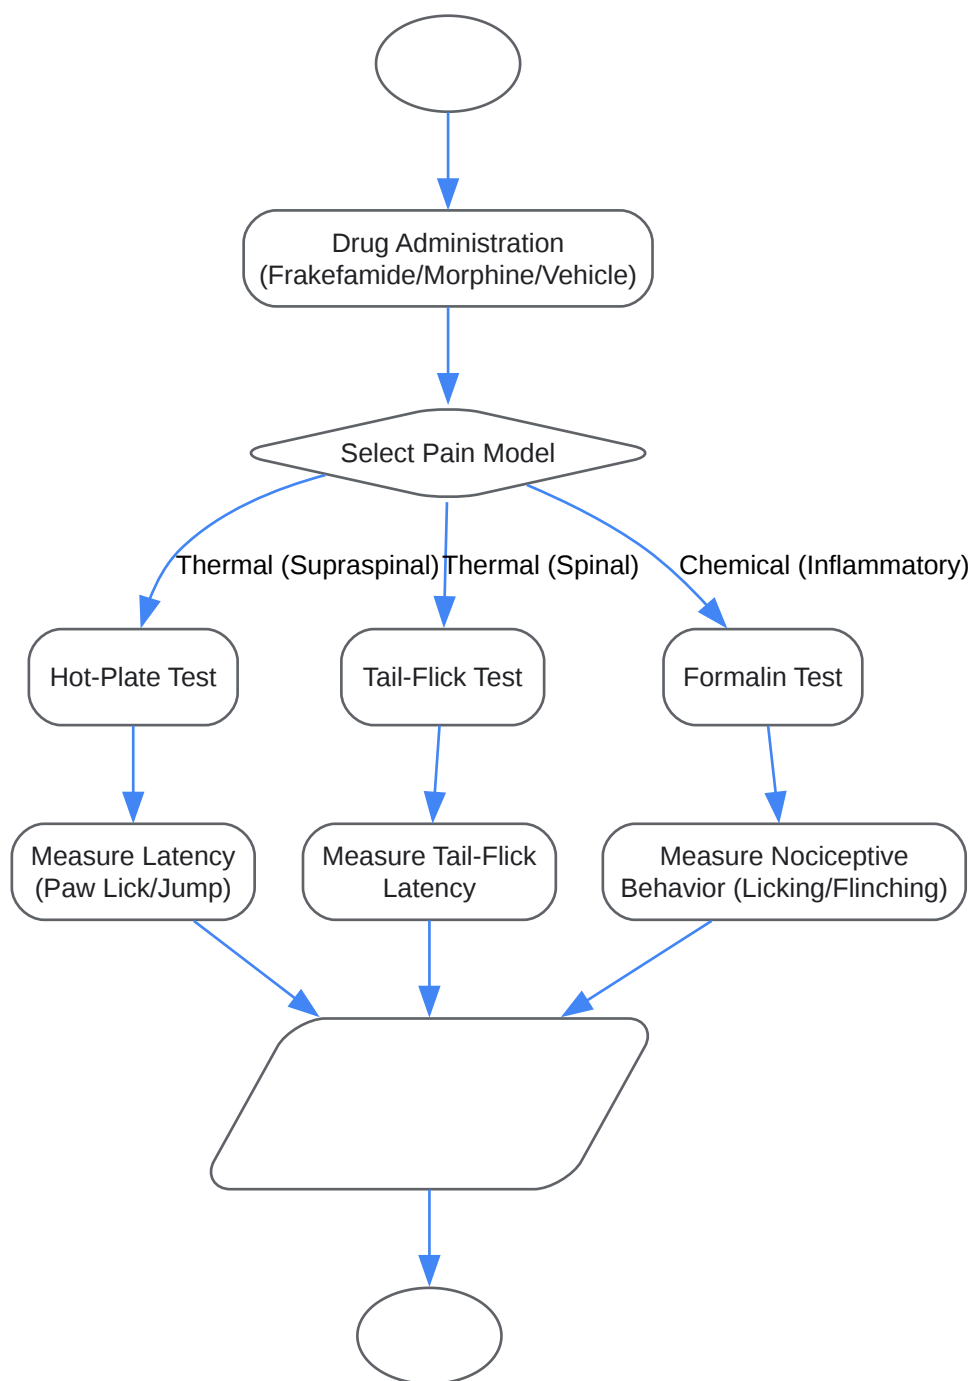 Drug Administration
(Frakefamide/Morphine/Vehicle)
Select Pain Model
Thermal (Supraspinal)
Thermal (Spinal)
Chemical (Inflammatory)
Hot-Plate Test
Tail-Flick Test
Formalin Test
Measure Latency
(Paw Lick/Jump)
Measure Tail-Flick
Latency
Measure Nociceptive
Behavior (Licking/Flinching)